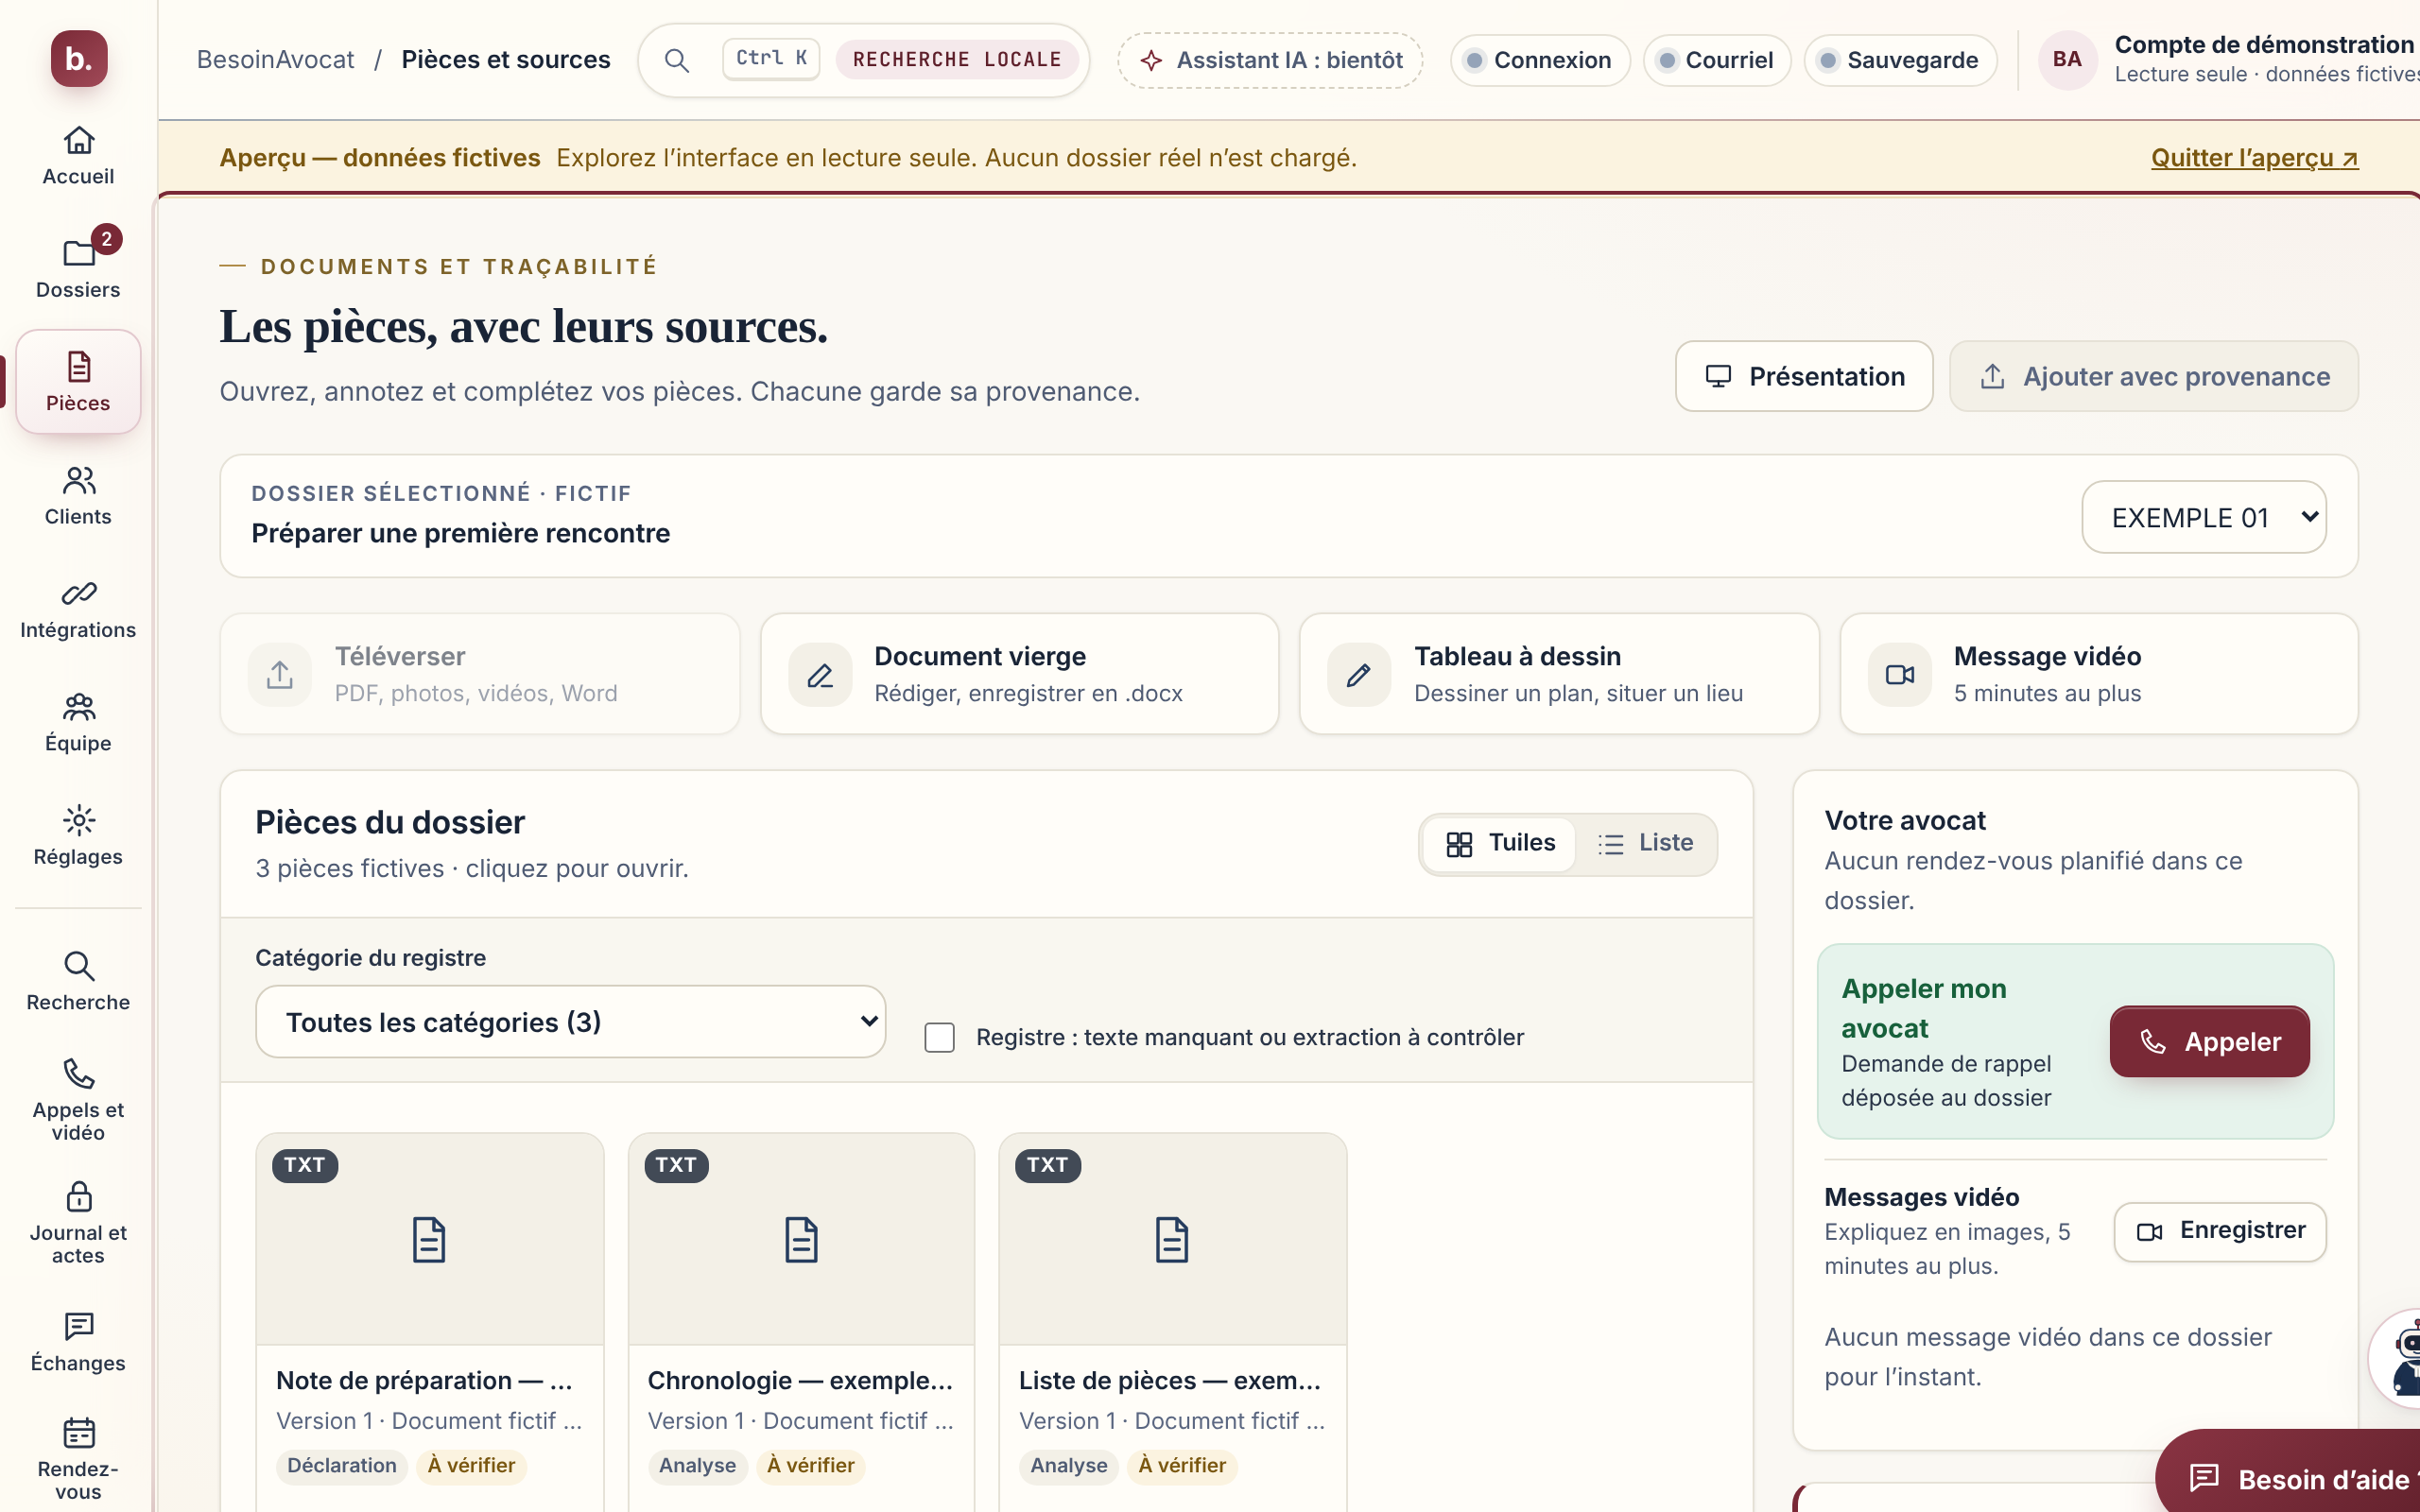 b.
BesoinAvocat / Pièces et sources
Ctrl K
RECHERCHE LOCALE
Assistant IA : bientôt
Connexion
Courriel
Sauvegarde
BA
Compte de démonstration
Lecture seule · données fictives
Aperçu — données fictives Explorez l’interface en lecture seule. Aucun dossier réel n’est chargé.
Quitter l’aperçu ↗
Accueil
2
Dossiers
Pièces
Clients
Intégrations
Équipe
Réglages
Recherche
Appels et
vidéo
Journal et
actes
Échanges
Rendez-
vous
— DOCUMENTS ET TRAÇABILITÉ
Les pièces, avec leurs sources.
Ouvrez, annotez et complétez vos pièces. Chacune garde sa provenance.
Présentation
Ajouter avec provenance
DOSSIER SÉLECTIONNÉ · FICTIF
Préparer une première rencontre
EXEMPLE 01
Téléverser
PDF, photos, vidéos, Word
Document vierge
Rédiger, enregistrer en .docx
Tableau à dessin
Dessiner un plan, situer un lieu
Message vidéo
5 minutes au plus
Pièces du dossier
3 pièces fictives · cliquez pour ouvrir.
Tuiles
Liste
Catégorie du registre
Toutes les catégories (3)
Registre : texte manquant ou extraction à contrôler
TXT
Note de préparation — ...
Version 1 · Document fictif ...
Déclaration
À vérifier
TXT
Chronologie — exemple...
Version 1 · Document fictif ...
Analyse
À vérifier
TXT
Liste de pièces — exem...
Version 1 · Document fictif ...
Analyse
À vérifier
Votre avocat
Aucun rendez-vous planifié dans ce
dossier.
Appeler mon
avocat
Demande de rappel
déposée au dossier
Appeler
Messages vidéo
Expliquez en images, 5
minutes au plus.
Enregistrer
Aucun message vidéo dans ce dossier
pour l’instant.
Besoin d’aide ?